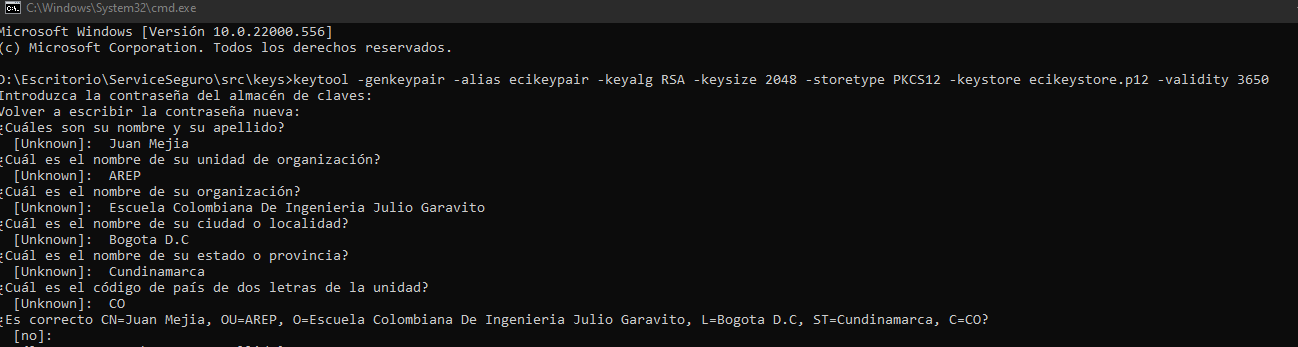 C:\Windows\System32\cmd.exe
Microsoft Windows [Versión 10.0.22000.556]
(c) Microsoft Corporation. Todos los derechos reservados.
D:\Escritorio\ServiceSeguro\src\keys>keytool -genkeypair -alias ecikeypair -keyalg RSA -keysize 2048 -storetype PKCS12 -keystore ecikeystore.p12 -validity 3650
Introduzca la contraseña del almacén de claves:
Volver a escribir la contraseña nueva:
¿Cuáles son su nombre y su apellido?
  [Unknown]:  Juan Mejia
¿Cuál es el nombre de su unidad de organización?
  [Unknown]:  AREP
¿Cuál es el nombre de su organización?
  [Unknown]:  Escuela Colombiana De Ingenieria Julio Garavito
¿Cuál es el nombre de su ciudad o localidad?
  [Unknown]:  Bogota D.C
¿Cuál es el nombre de su estado o provincia?
  [Unknown]:  Cundinamarca
¿Cuál es el código de país de dos letras de la unidad?
  [Unknown]:  CO
¿Es correcto CN=Juan Mejia, OU=AREP, O=Escuela Colombiana De Ingenieria Julio Garavito, L=Bogota D.C, ST=Cundinamarca, C=CO?
  [no]: